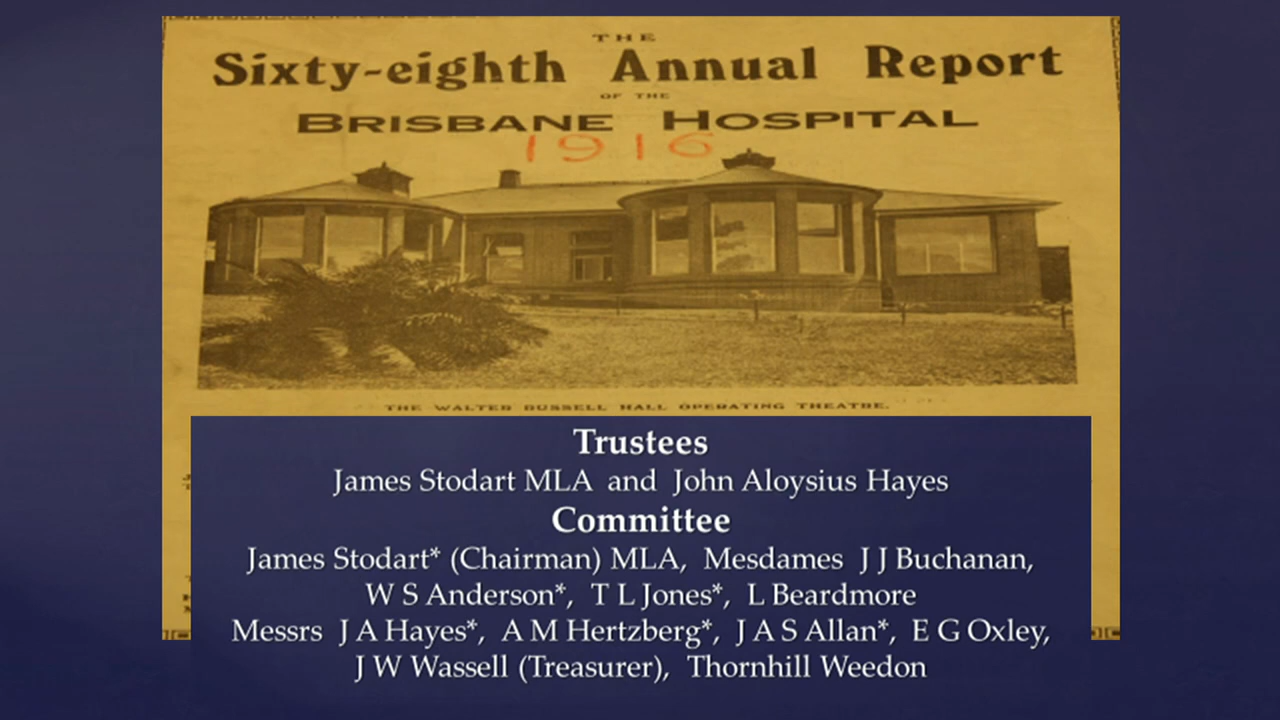 THE
Sixty-eighth Annual Report
OF THE
BRISBANE HOSPITAL
1916
THE WALTER RUSSELL HALL OPERATING THEATRE.
Trustees
James Stodart MLA and John Aloysius Hayes
Committee
James Stodart* (Chairman) MLA, Mesdames J J Buchanan,
W S Anderson*, T L Jones*, L Beardmore
Messrs J A Hayes*, A M Hertzberg*, J A S Allan*, E G Oxley,
J W Wassell (Treasurer), Thornhill Weedon